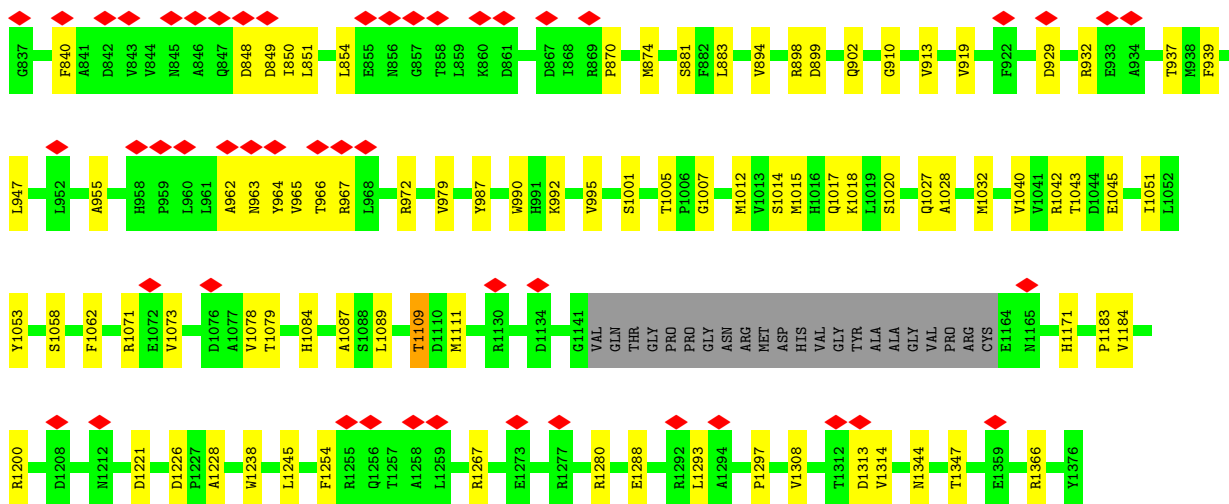 G837 F840 A841 D842 V843 V844 N845 A846 Q847 D848 D849 I850 L851 L854 E855 N856 G857 T858 L859 K860 D861 D867 I868 R869 P870 M874 S881 F882 L883 V894 R898 D899 Q902 G910 V913 V919 F922 D929 R932 E933 A934 T937 M938 F939
L947 L952 A955 H958 P959 L960 L961 A962 N963 Y964 V965 T966 R967 L968 R972 V979 Y987 W990 H991 K992 V995 S1001 T1005 P1006 G1007 M1012 V1013 S1014 M1015 H1016 Q1017 K1018 L1019 S1020 Q1027 A1028 M1032 V1040 V1041 R1042 T1043 D1044 E1045 I1051 L1052
Y1053 S1058 F1062 R1071 E1072 V1073 D1076 A1077 V1078 T1079 H1084 A1087 S1088 L1089 T1109 D1110 M1111 R1130 D1134 G1141 VAL GLN THR GLY PRO PRO GLY ASN ARG MET ASP HIS VAL GLY TYR ALA ALA GLY VAL PRO ARG CYS E1164 N1165 H1171 P1183 V1184
R1200 D1208 N1212 D1221 D1226 P1227 A1228 W1238 L1245 F1254 R1255 Q1256 T1257 A1258 L1259 R1267 E1273 R1277 R1280 E1288 R1292 L1293 A1294 P1297 V1308 T1312 D1313 V1314 N1344 T1347 E1359 R1366 Y1376